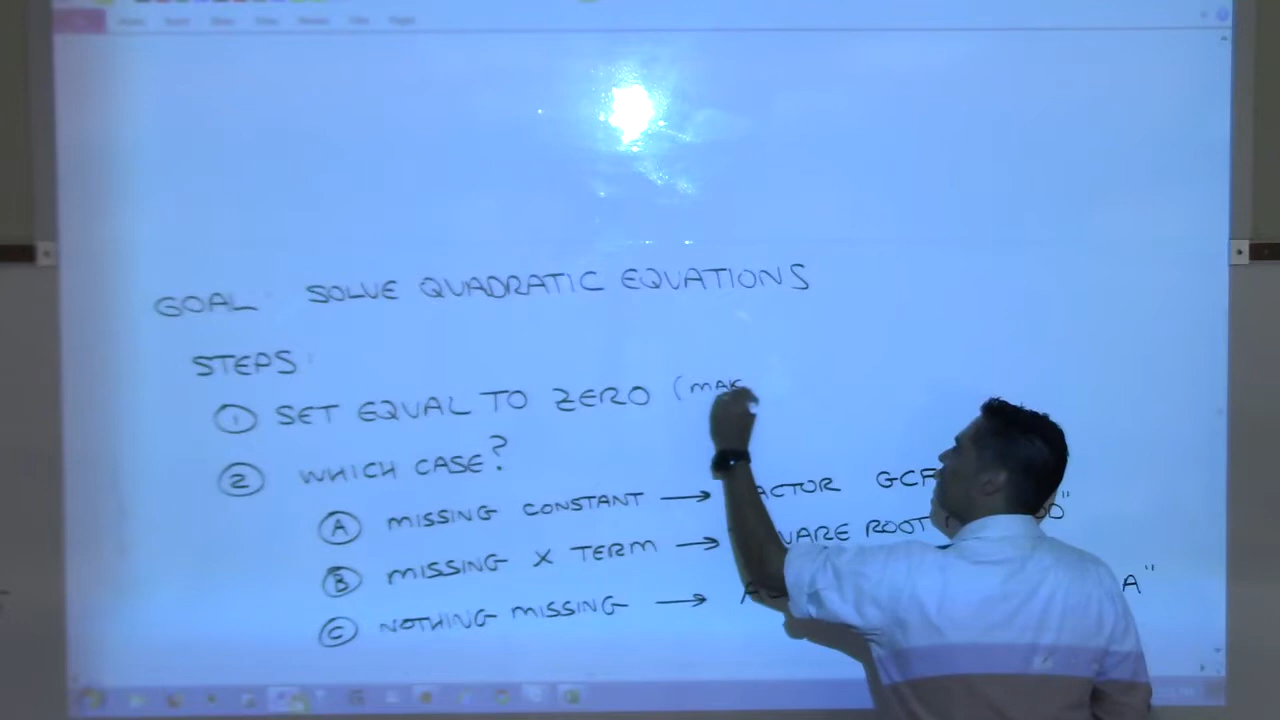 GOAL SOLVE QUADRATIC EQUATIONS
STEPS:
① SET EQUAL TO ZERO (MAK
② WHICH CASE?
Ⓐ MISSING CONSTANT → ACTOR GCF
Ⓑ MISSING X TERM → UARE ROOT
Ⓒ NOTHING MISSING → A"